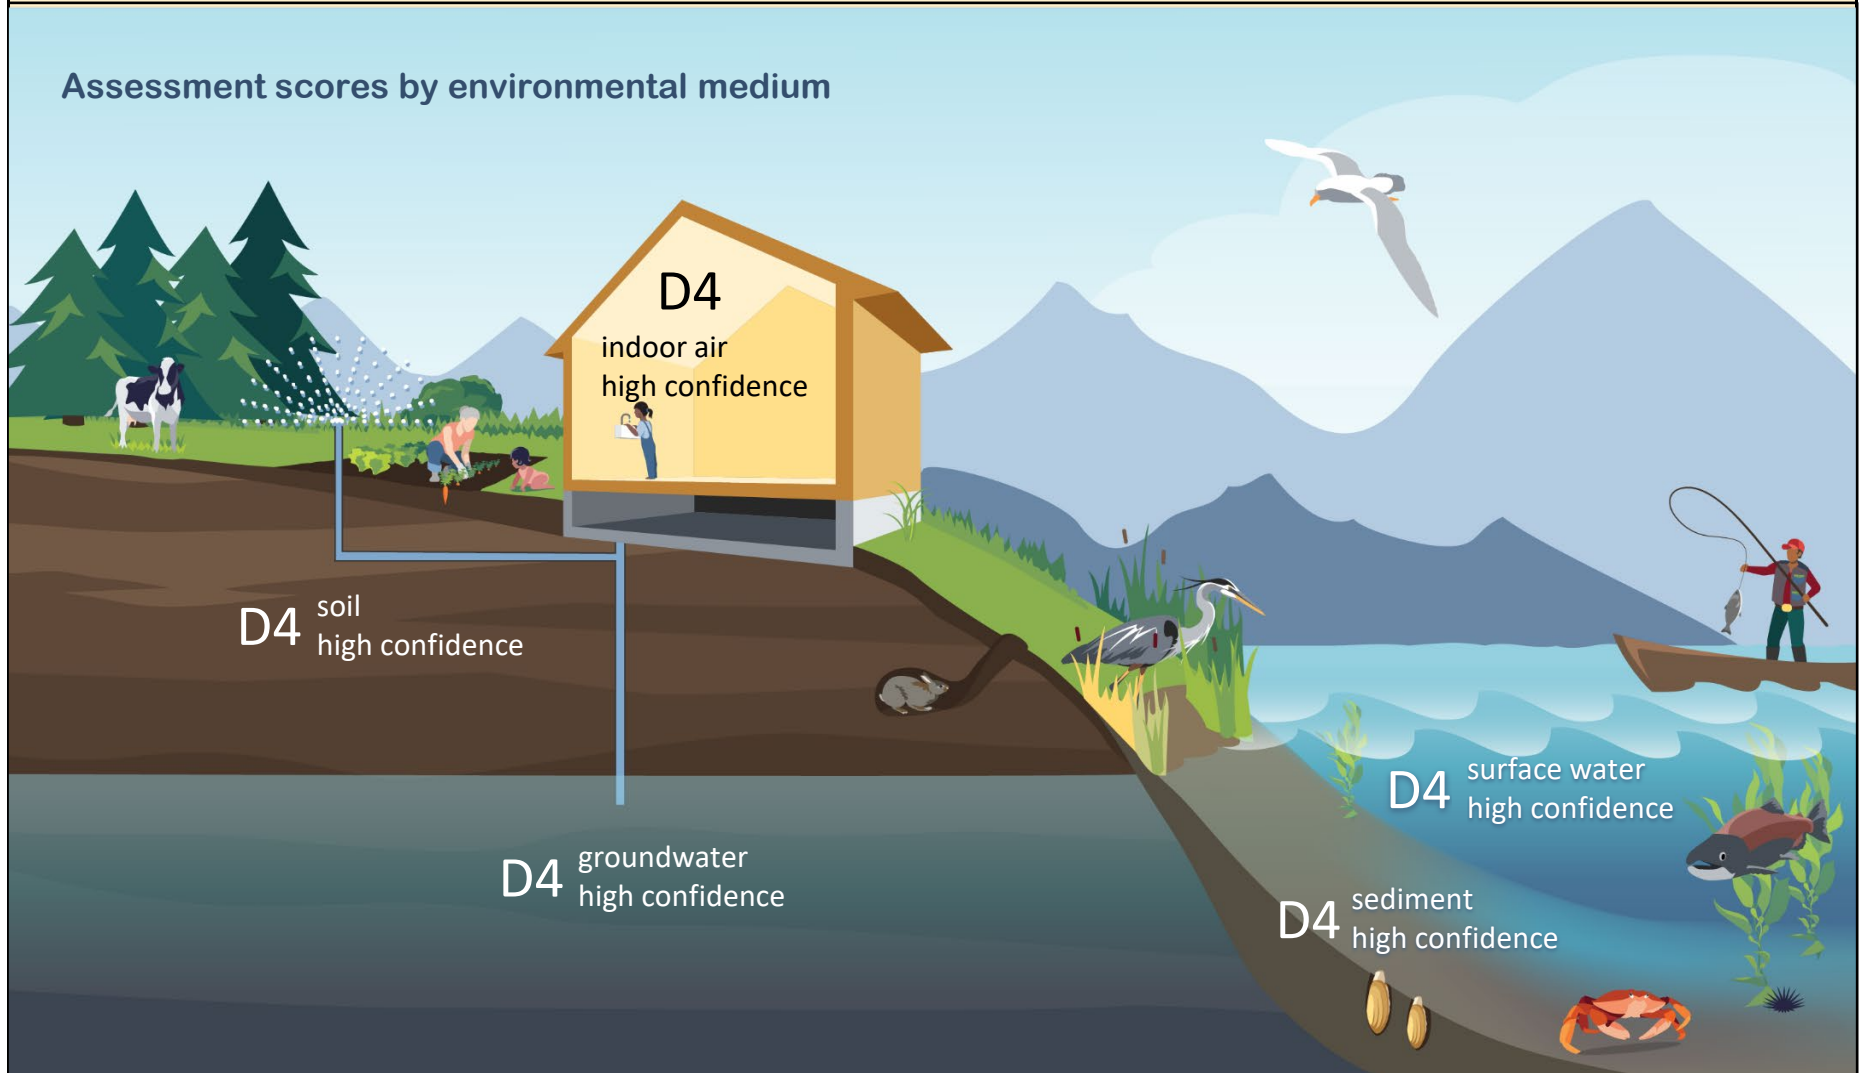 Assessment scores by environmental medium
D4
indoor air
high confidence
D4
soil
high confidence
D4
surface water
high confidence
D4
groundwater
high confidence
D4
sediment
high confidence